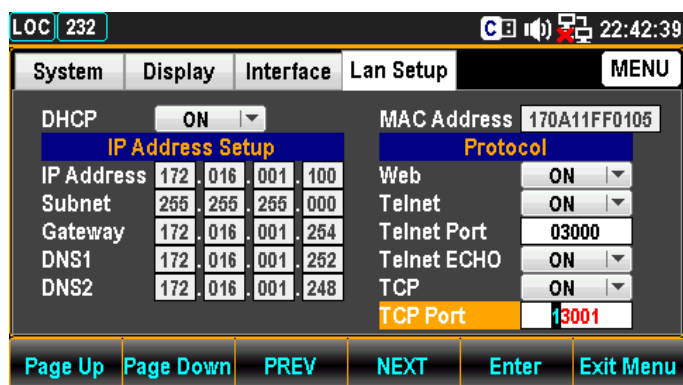 LOC 232 C 22:42:39
System Display Interface Lan Setup MENU
DHCP ON
IP Address Setup
IP Address 172 . 016 . 001 . 100
Subnet 255 . 255 . 255 . 000
Gateway 172 . 016 . 001 . 254
DNS1 172 . 016 . 001 . 252
DNS2 172 . 016 . 001 . 248
MAC Address 170A11FF0105
Protocol
Web ON
Telnet ON
Telnet Port 03000
Telnet ECHO ON
TCP ON
TCP Port 13001
Page Up Page Down PREV NEXT Enter Exit Menu